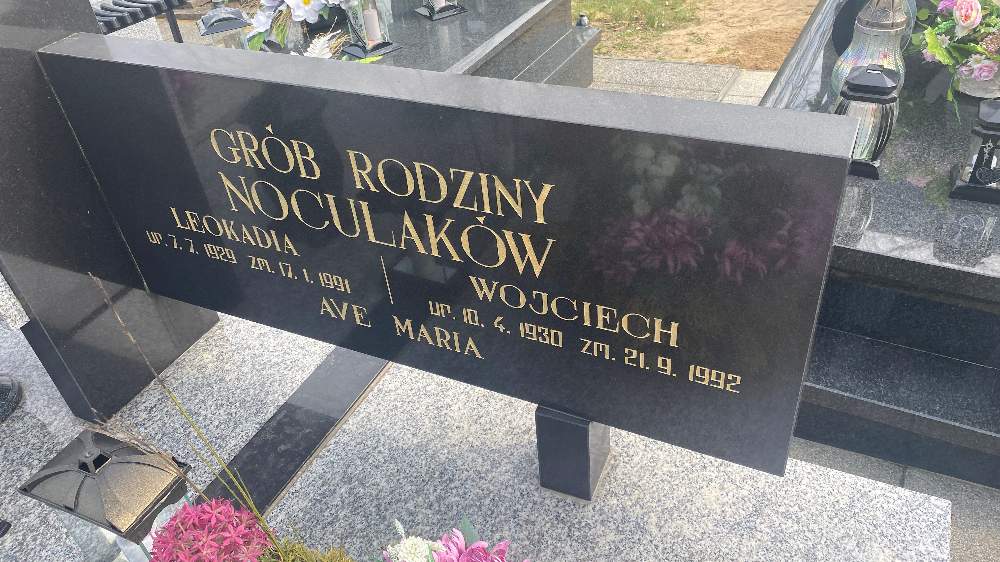 GRÓB RODZINY
NOCULAKÓW
LEOKADIA
ur. 7. 7. 1929 zm. 17. 1. 1991
WOJCIECH
ur. 10. 4. 1930 zm. 21. 9. 1992
AVE MARIA